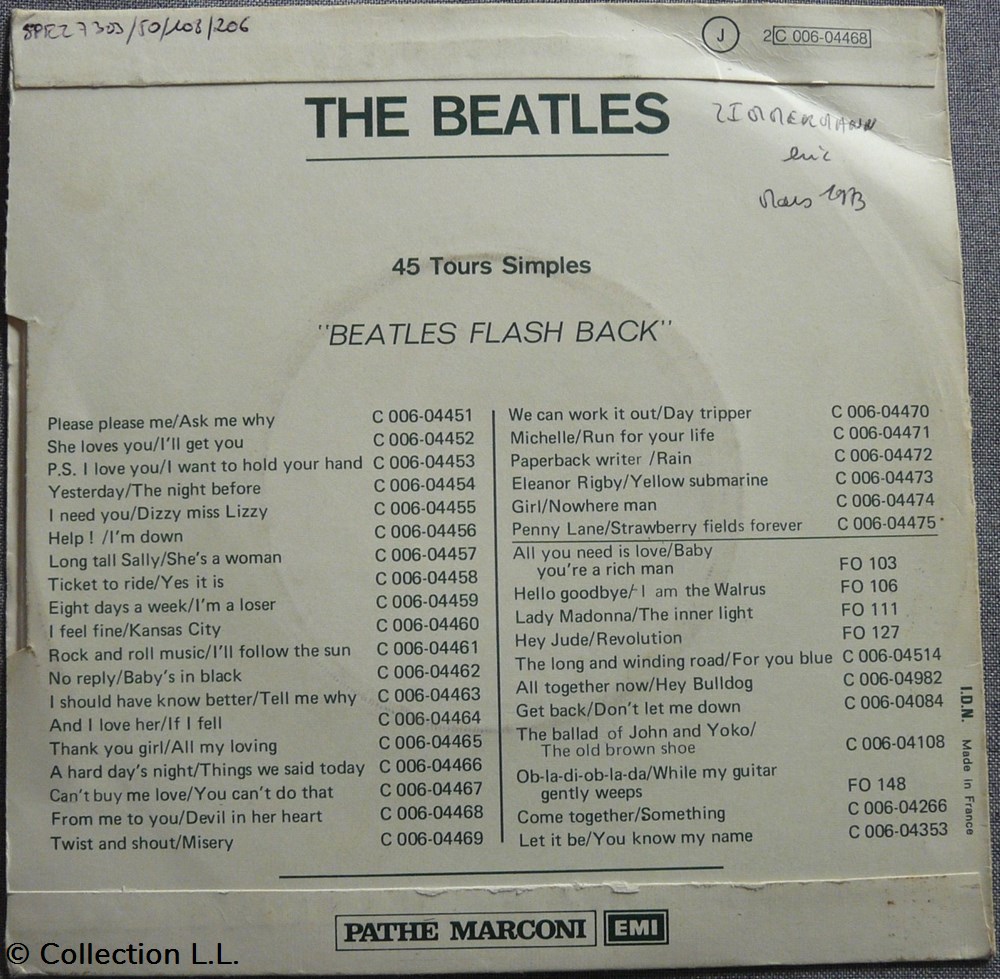 J 2C 006-04468
THE BEATLES
ZIMMERMANN
Eric
Mars 1973
45 Tours Simples
"BEATLES FLASH BACK"
Please please me/Ask me why C 006-04451
She loves you/I'll get you C 006-04452
P.S. I love you/I want to hold your hand C 006-04453
Yesterday/The night before C 006-04454
I need you/Dizzy miss Lizzy C 006-04455
Help ! /I'm down C 006-04456
Long tall Sally/She's a woman C 006-04457
Ticket to ride/Yes it is C 006-04458
Eight days a week/I'm a loser C 006-04459
I feel fine/Kansas City C 006-04460
Rock and roll music/I'll follow the sun C 006-04461
No reply/Baby's in black C 006-04462
I should have know better/Tell me why C 006-04463
And I love her/If I fell C 006-04464
Thank you girl/All my loving C 006-04465
A hard day's night/Things we said today C 006-04466
Can't buy me love/You can't do that C 006-04467
From me to you/Devil in her heart C 006-04468
Twist and shout/Misery C 006-04469
We can work it out/Day tripper C 006-04470
Michelle/Run for your life C 006-04471
Paperback writer /Rain C 006-04472
Eleanor Rigby/Yellow submarine C 006-04473
Girl/Nowhere man C 006-04474
Penny Lane/Strawberry fields forever C 006-04475
All you need is love/Baby
you're a rich man FO 103
Hello goodbye/ I am the Walrus FO 106
Lady Madonna/The inner light FO 111
Hey Jude/Revolution FO 127
The long and winding road/For you blue C 006-04514
All together now/Hey Bulldog C 006-04982
Get back/Don't let me down C 006-04084
The ballad of John and Yoko/
The old brown shoe C 006-04108
Ob-la-di-ob-la-da/While my guitar
gently weeps FO 148
Come together/Something C 006-04266
Let it be/You know my name C 006-04353
I.D.N. Made in France
PATHE MARCONI EMI
© Collection L.L.